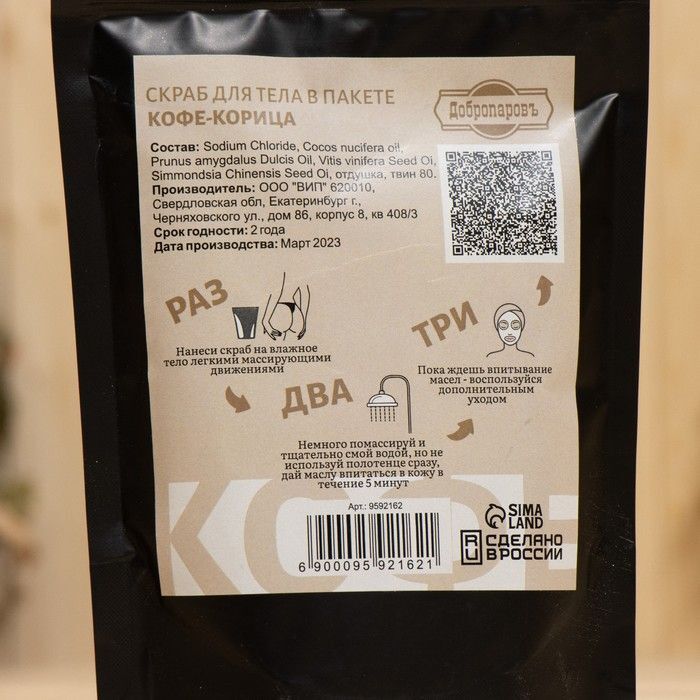 СКРАБ ДЛЯ ТЕЛА В ПАКЕТЕ
КОФЕ-КОРИЦА
Добропаровъ
Состав: Sodium Chloride, Cocos nucifera oil,
Prunus amygdalus Dulcis Oil, Vitis vinifera Seed Oi,
Simmondsia Chinensis Seed Oi, отдушка, твин 80.
Производитель: ООО "ВИП" 620010,
Свердловская обл, Екатеринбург г.,
Черняховского ул., дом 86, корпус 8, кв 408/3
Срок годности: 2 года
Дата производства: Март 2023
РАЗ
Нанеси скраб на влажное
тело легкими массирующими
движениями
ДВА
Немного помассируй и
тщательно смой водой, но не
используй полотенце сразу,
дай маслу впитаться в кожу в
течение 5 минут
ТРИ
Пока ждешь впитывание
масел - воспользуйся
дополнительным
уходом
Арт.: 9592162
6 900095 921621
SIMA
LAND
RU СДЕЛАНО
В РОССИИ
КОФЕ